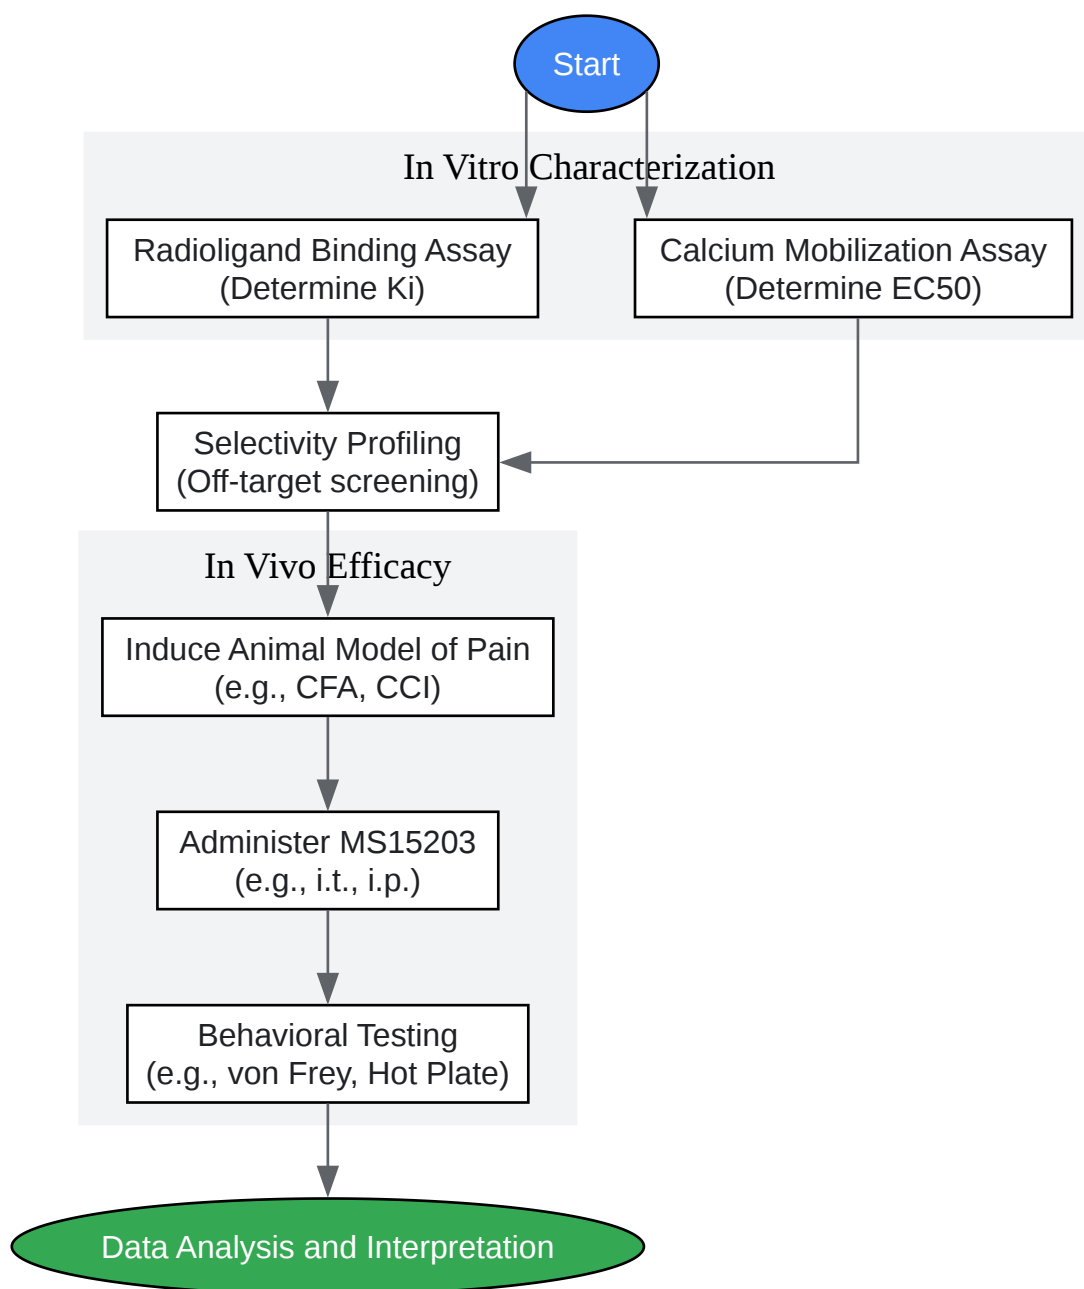 Start
In Vitro Characterization
Radioligand Binding Assay
(Determine Ki)
Calcium Mobilization Assay
(Determine EC50)
Selectivity Profiling
(Off-target screening)
In Vivo Efficacy
Induce Animal Model of Pain
(e.g., CFA, CCI)
Administer MS15203
(e.g., i.t., i.p.)
Behavioral Testing
(e.g., von Frey, Hot Plate)
Data Analysis and Interpretation